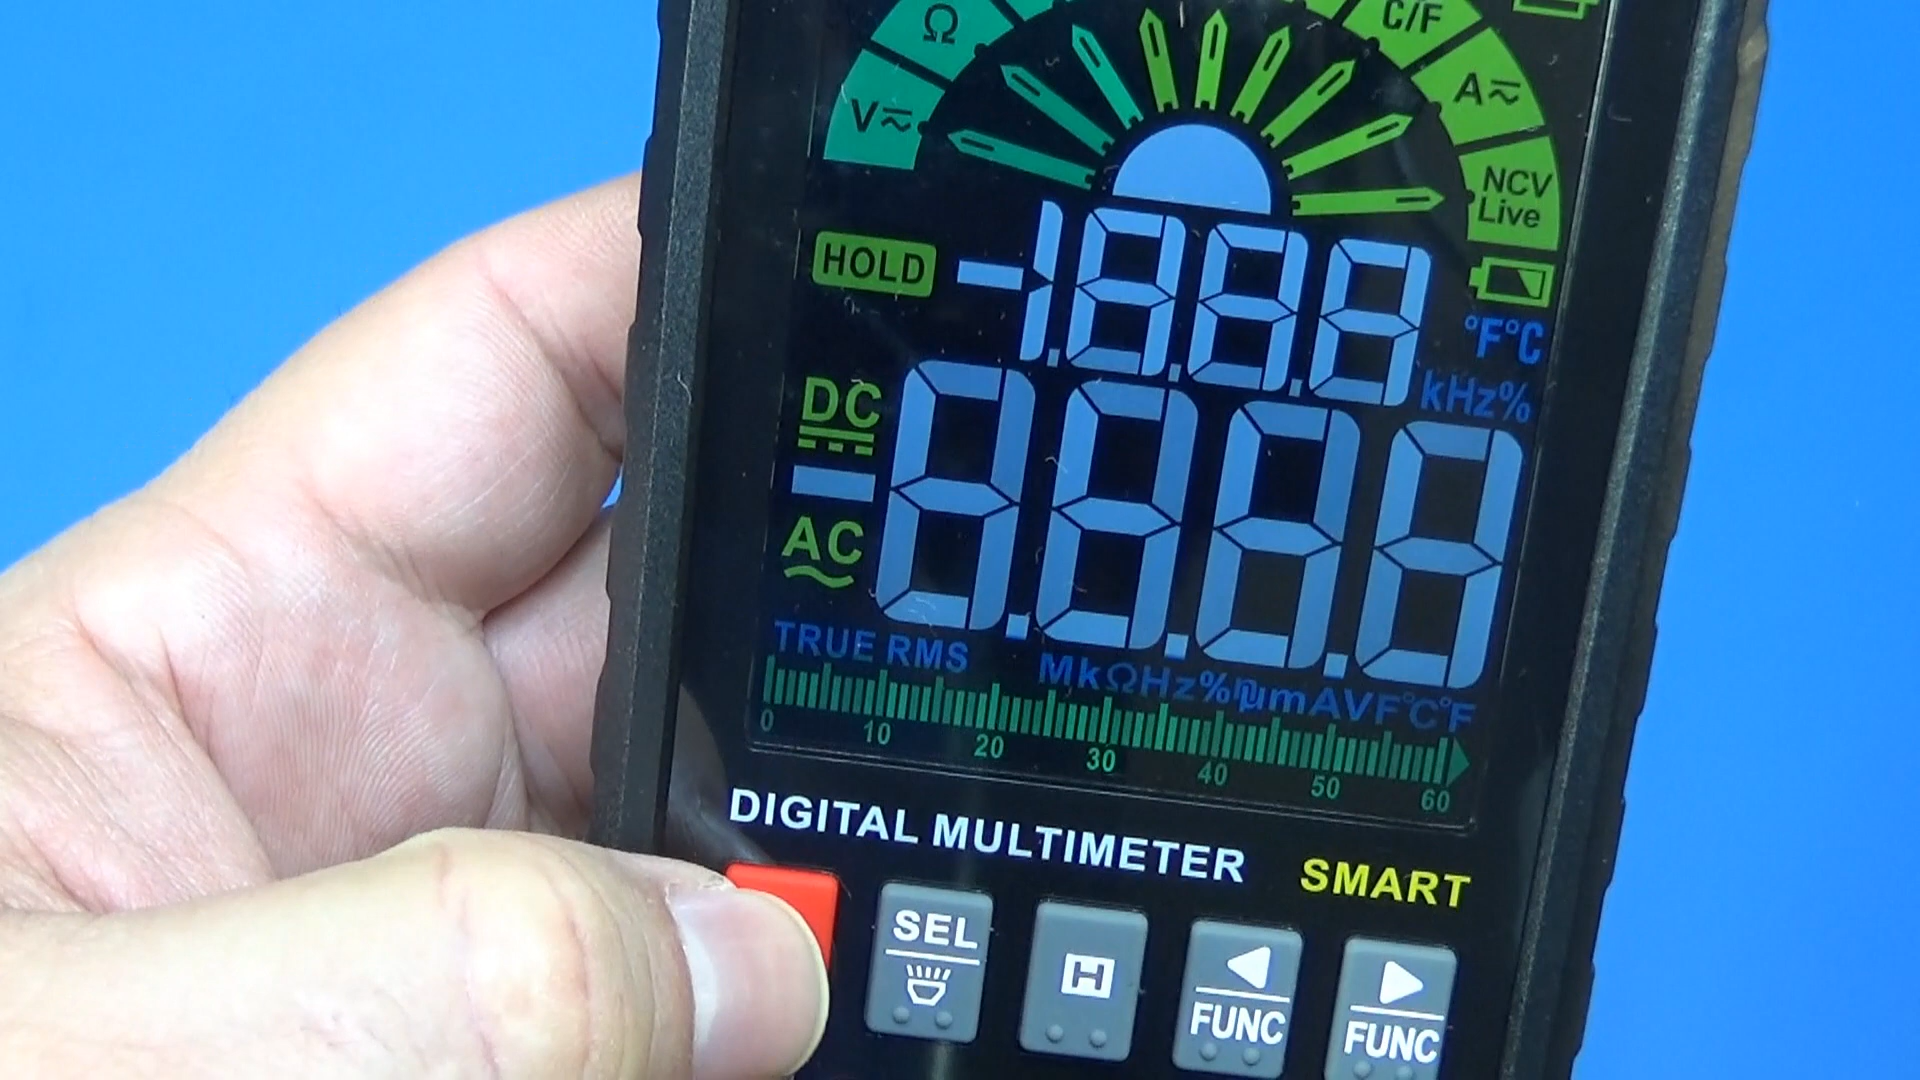 Ω
C/F
V
A
NCV
Live
HOLD
-1.8.8.8
°F°C
kHz%
DC
-8.8.8.8
AC
TRUE RMS
MkΩHz%nμmAVF°C°F
0 10 20 30 40 50 60
DIGITAL MULTIMETER SMART
SEL
H
FUNC
FUNC